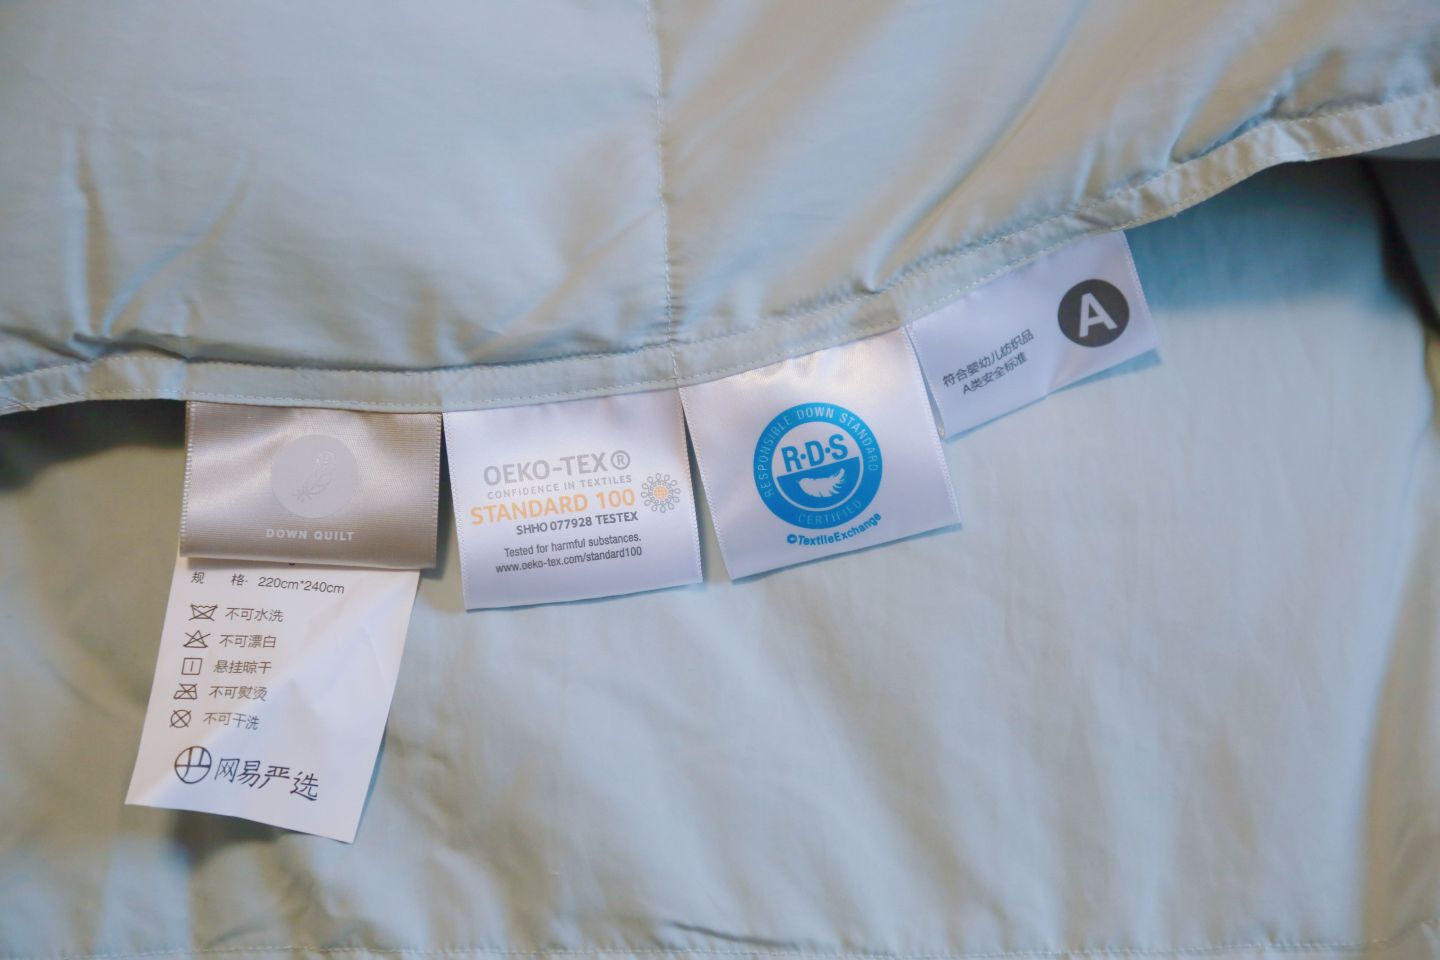 DOWN QUILT
规 格: 220cm*240cm
不可水洗
不可漂白
悬挂晾干
不可熨烫
不可干洗
网易严选
OEKO-TEX®
CONFIDENCE IN TEXTILES
STANDARD 100
SHHO 077928 TESTEX
Tested for harmful substances.
www.oeko-tex.com/standard100
RESPONSIBLE DOWN STANDARD
R·D·S
CERTIFIED
©TextileExchange
A
符合婴幼儿纺织品
A类安全标准